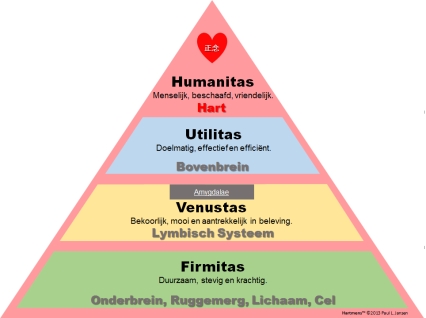 正念
Humanitas
Menselijk, beschaafd, vriendelijk.
Hart
Utilitas
Doelmatig, effectief en efficiënt.
Bovenbrein
Amygdalae
Venustas
Bekoorlijk, mooi en aantrekkelijk in beleving.
Lymbisch Systeem
Firmitas
Duurzaam, stevig en krachtig.
Onderbrein, Ruggemerg, Lichaam, Cel
©2013 Paul L. Jansen